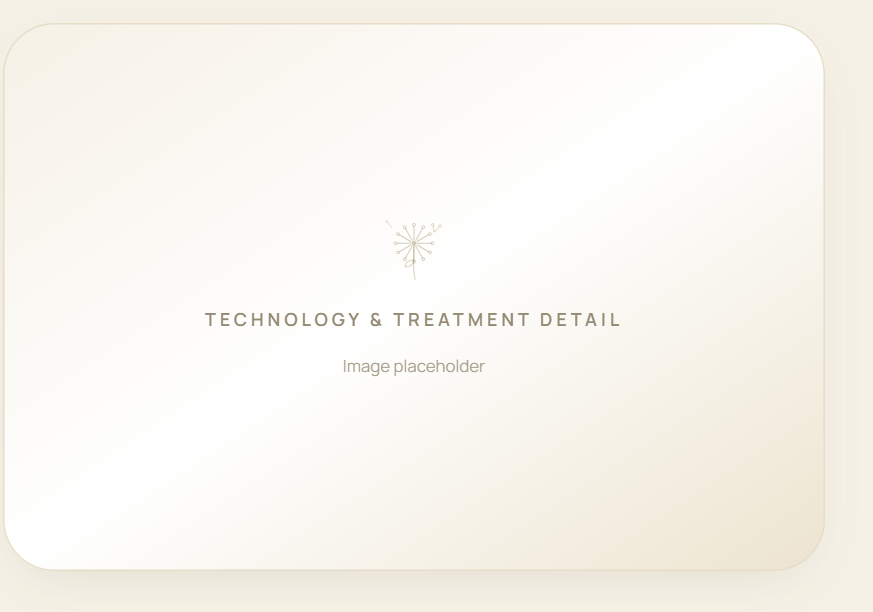 TECHNOLOGY & TREATMENT DETAIL
Image placeholder